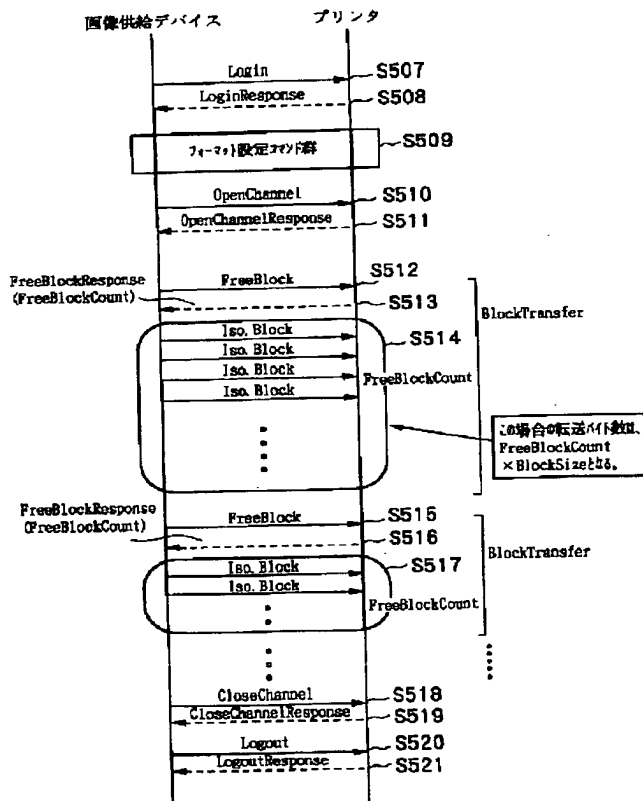 画像供給デバイス
プリンタ
Login
S507
LoginResponse
S508
フォーマット設定コマンド群
S509
OpenChannel
S510
OpenChannelResponse
S511
FreeBlockResponse
(FreeBlockCount)
FreeBlock
S512
S513
BlockTransfer
Iso.Block
S514
Iso.Block
Iso.Block
FreeBlockCount
Iso.Block
この場合の転送バイト数は、
FreeBlockCount
×BlockSizeとなる。
FreeBlockResponse
(FreeBlockCount)
FreeBlock
S515
S516
BlockTransfer
Iso.Block
S517
Iso.Block
FreeBlockCount
CloseChannel
S518
CloseChannelResponse
S519
Logout
S520
LogoutResponse
S521